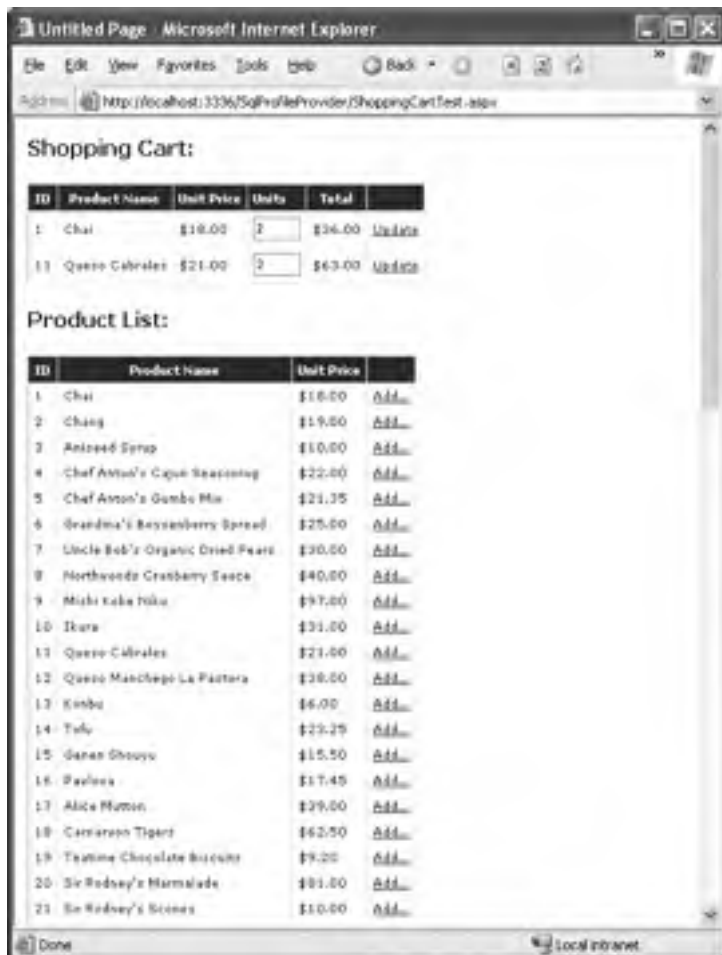 Untitled Page - Microsoft Internet Explorer
File Edit View Favorites Tools Help Back
Address http://localhost:3336/SqlProfileProvider/ShoppingCartTest.aspx
Shopping Cart:
ID Product Name Unit Price Units Total
1 Chai $18.00 2 $36.00 Update
11 Queso Cabrales $21.00 $63.00 Update
Product List:
ID Product Name Unit Price
1 Chai $18.00 Add...
2 Chang $19.00 Add...
3 Aniseed Syrup $10.00 Add...
4 Chef Anton's Cajun Seasoning $22.00 Add...
5 Chef Anton's Gumbo Mix $21.35 Add...
6 Grandma's Boysenberry Spread $25.00 Add...
7 Uncle Bob's Organic Dried Pears $30.00 Add...
8 Northwoods Cranberry Sauce $40.00 Add...
9 Mishi Kobe Niku $97.00 Add...
10 Ikura $31.00 Add...
11 Queso Cabrales $21.00 Add...
12 Queso Manchego La Pastora $38.00 Add...
13 Konbu $6.00 Add...
14 Tofu $23.25 Add...
15 Genen Shouyu $15.50 Add...
16 Pavlova $17.45 Add...
17 Alice Mutton $39.00 Add...
18 Carnarvon Tigers $62.50 Add...
19 Teatime Chocolate Biscuits $9.20 Add...
20 Sir Rodney's Marmalade $81.00 Add...
21 Sir Rodney's Scones $10.00 Add...
Done Local intranet